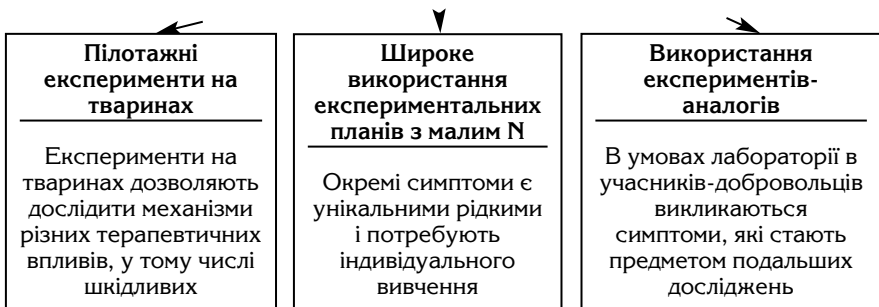 Пілотажні
експерименти на
тваринах
Експерименти на
тваринах дозволяють
дослідити механізми
різних терапевтичних
впливів, у тому числі
шкідливих
Широке
використання
експериментальних
планів з малим N
Окремі симптоми є
унікальними рідкими
і потребують
індивідуального
вивчення
Використання
експериментів-
аналогів
В умовах лабораторії в
учасників-добровольців
викликаються
симптоми, які стають
предметом подальших
досліджень